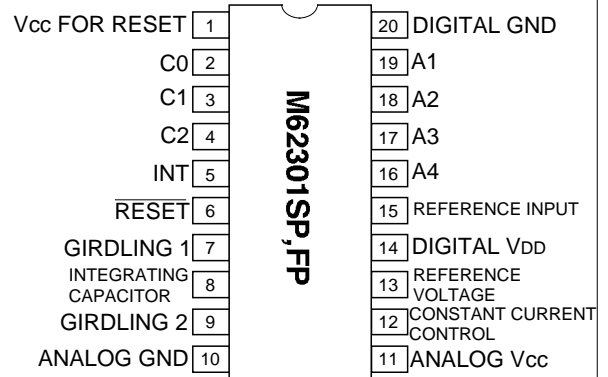 Vcc FOR RESET 1
C0 2
C1 3
C2 4
INT 5
RESET 6
GIRDLING 1 7
INTEGRATING
CAPACITOR 8
GIRDLING 2 9
ANALOG GND 10
M62301SP,FP
20 DIGITAL GND
19 A1
18 A2
17 A3
16 A4
15 REFERENCE INPUT
14 DIGITAL VDD
13 REFERENCE
VOLTAGE
12 CONSTANT CURRENT
CONTROL
11 ANALOG Vcc